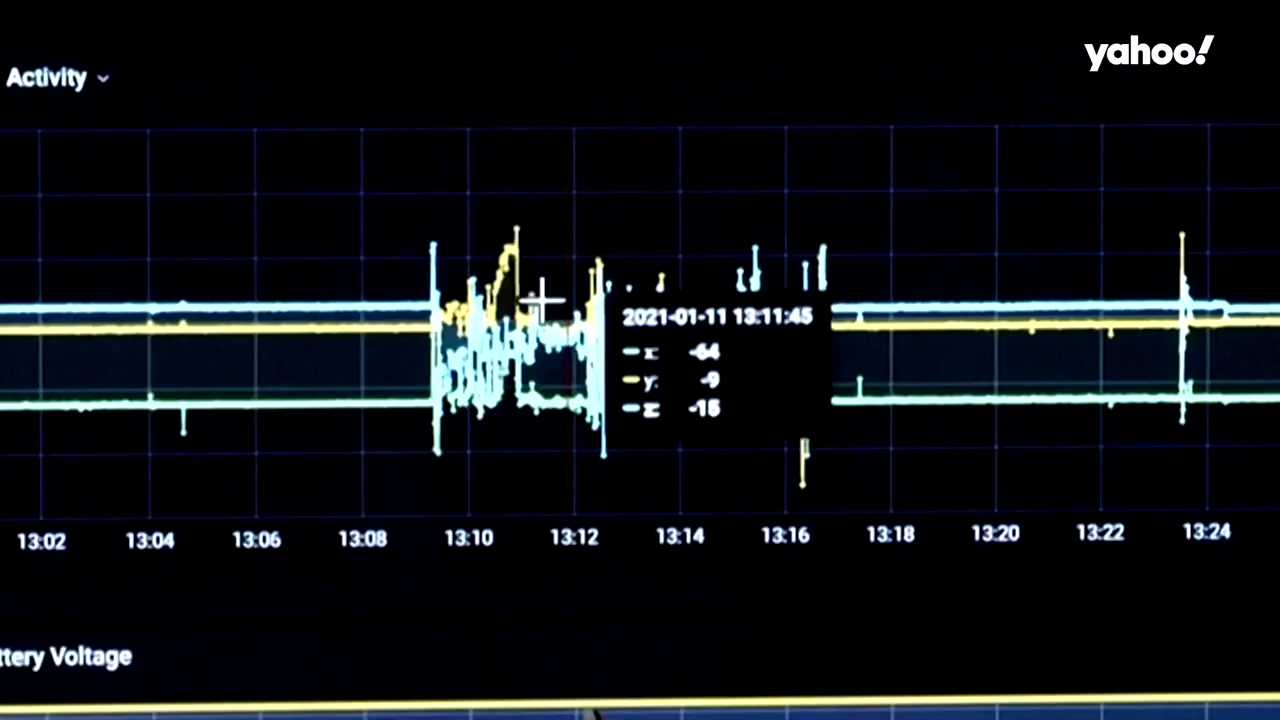 yahoo!
Activity
2021-01-11 13:11:45
x: -64
y: -9
z: -15
13:02 13:04 13:06 13:08 13:10 13:12 13:14 13:16 13:18 13:20 13:22 13:24
ttery Voltage